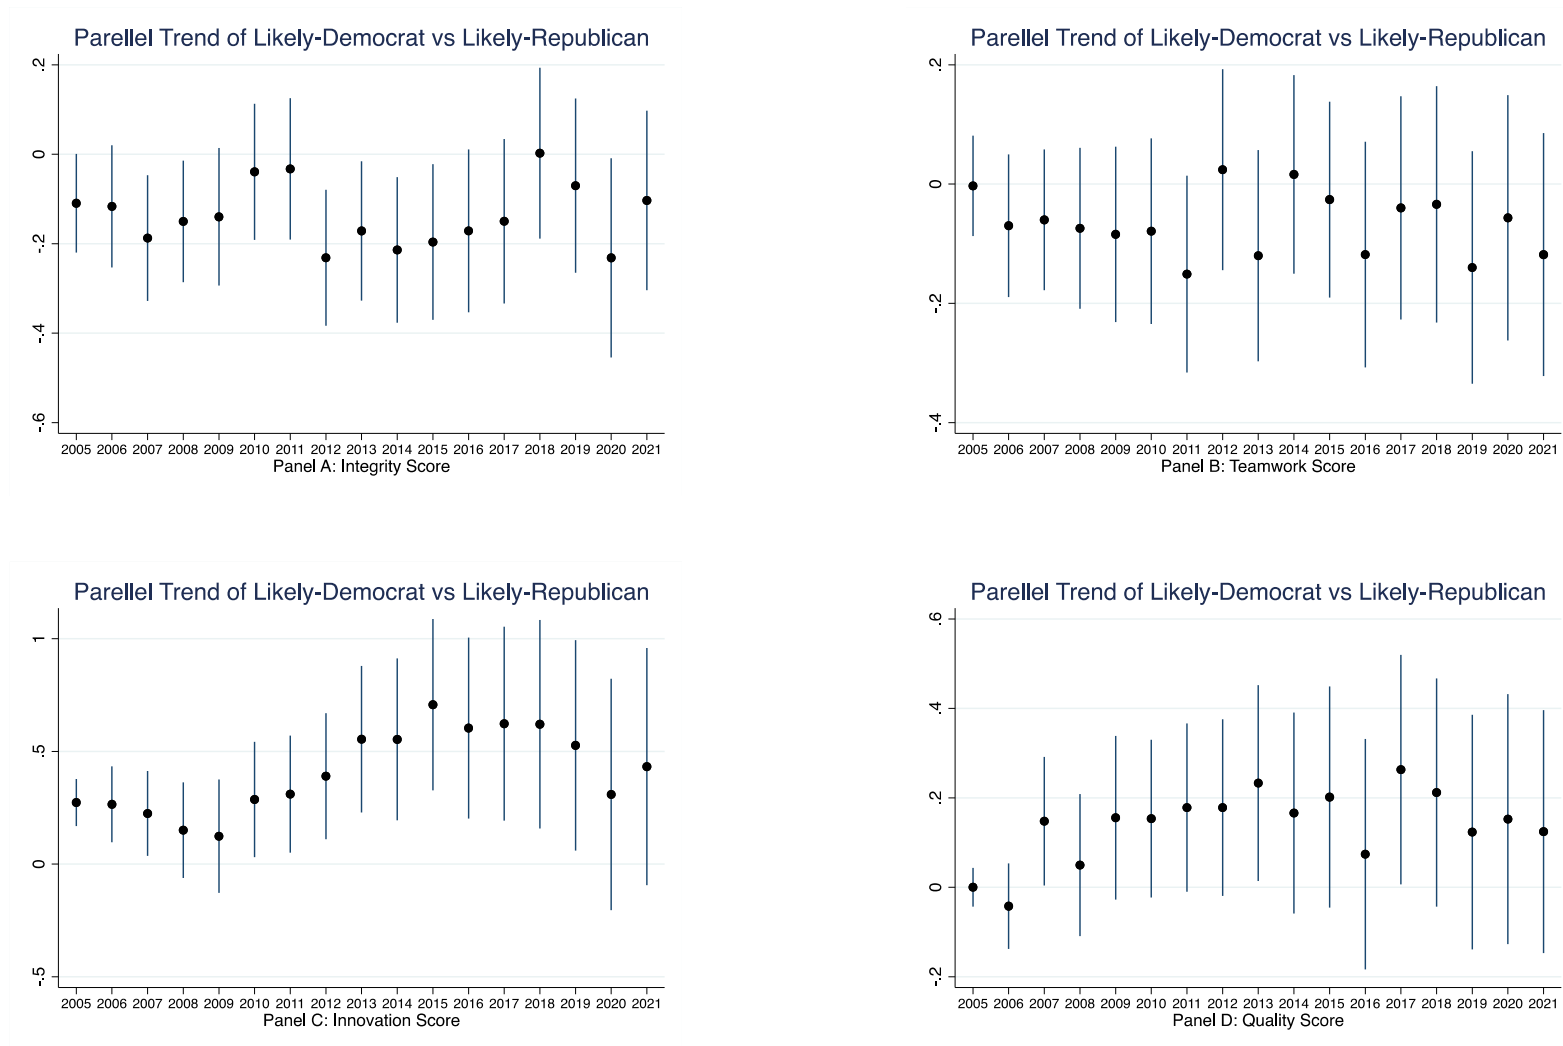 Parellel Trend of Likely-Democrat vs Likely-Republican
.2
0
-.2
-.4
-.6
2005 2006 2007 2008 2009 2010 2011 2012 2013 2014 2015 2016 2017 2018 2019 2020 2021
Panel A: Integrity Score
Parellel Trend of Likely-Democrat vs Likely-Republican
.2
0
-.2
-.4
2005 2006 2007 2008 2009 2010 2011 2012 2013 2014 2015 2016 2017 2018 2019 2020 2021
Panel B: Teamwork Score
Parellel Trend of Likely-Democrat vs Likely-Republican
1
.5
0
-.5
2005 2006 2007 2008 2009 2010 2011 2012 2013 2014 2015 2016 2017 2018 2019 2020 2021
Panel C: Innovation Score
Parellel Trend of Likely-Democrat vs Likely-Republican
.6
.4
.2
0
-.2
2005 2006 2007 2008 2009 2010 2011 2012 2013 2014 2015 2016 2017 2018 2019 2020 2021
Panel D: Quality Score